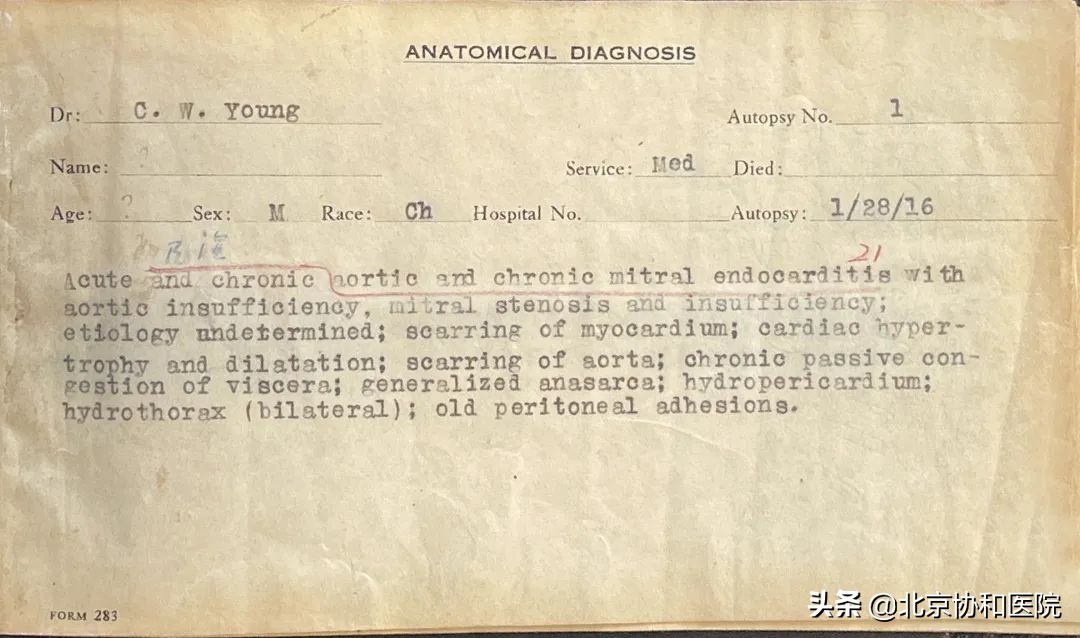 ANATOMICAL DIAGNOSIS
Dr: C. W. Young Autopsy No. 1
Name: ? Service: Med Died:
Age: ? Sex: M Race: Ch Hospital No. Autopsy: 1/28/16
21
Acute and chronic aortic and chronic mitral endocarditis with
aortic insufficiency, mitral stenosis and insufficiency;
etiology undetermined; scarring of myocardium; cardiac hyper-
trophy and dilatation; scarring of aorta; chronic passive con-
gestion of viscera; generalized anasarca; hydropericardium;
hydrothorax (bilateral); old peritoneal adhesions.
FORM 283
头条 @北京协和医院